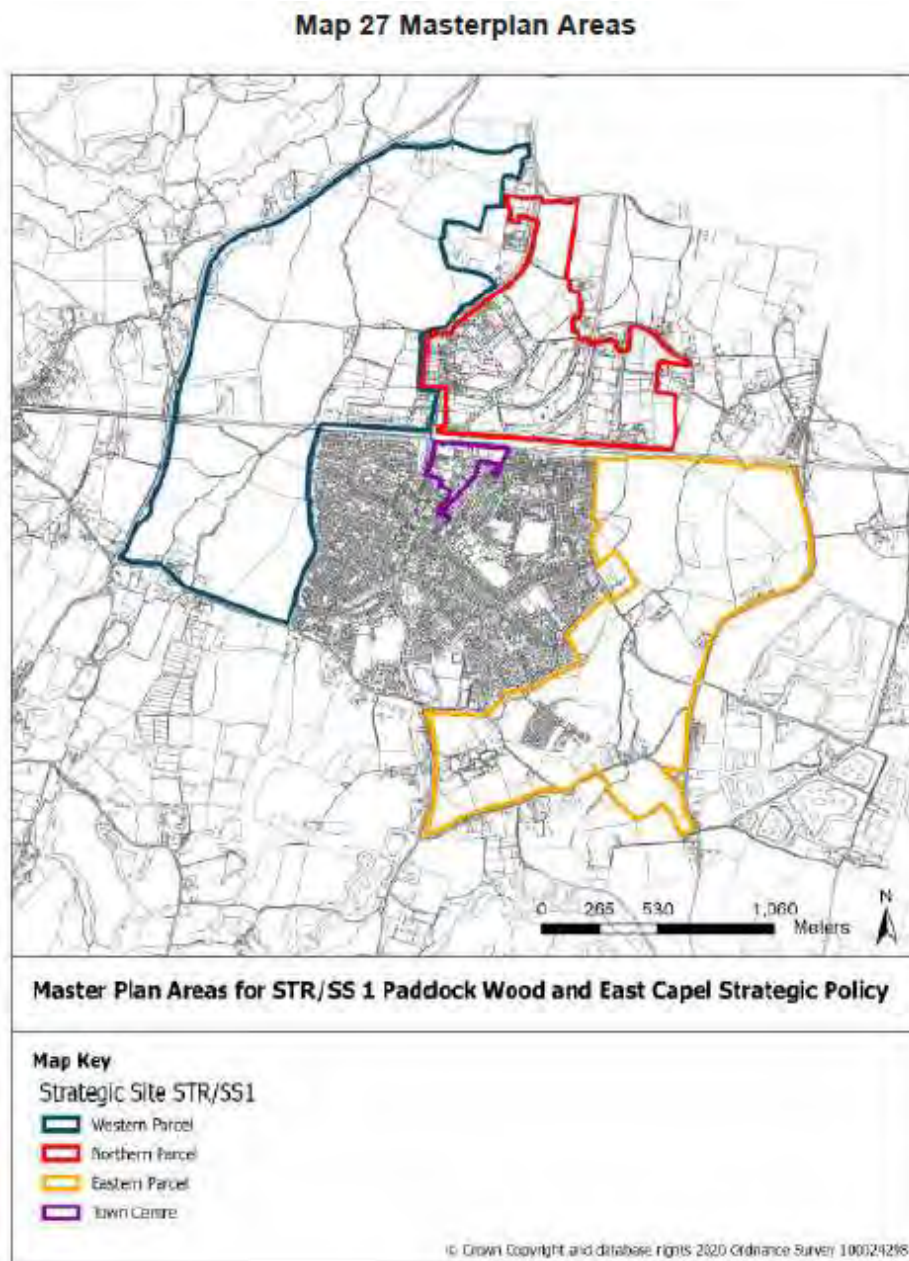 Map 27 Masterplan Areas
0 265 530 1,060
Meters
N
Master Plan Areas for STR/SS 1 Paddock Wood and East Capel Strategic Policy
Map Key
Strategic Site STR/SS1
Western Parcel
Northern Parcel
Eastern Parcel
Town Centre
© Crown Copyright and database rights 2020 Ordnance Survey 100024298